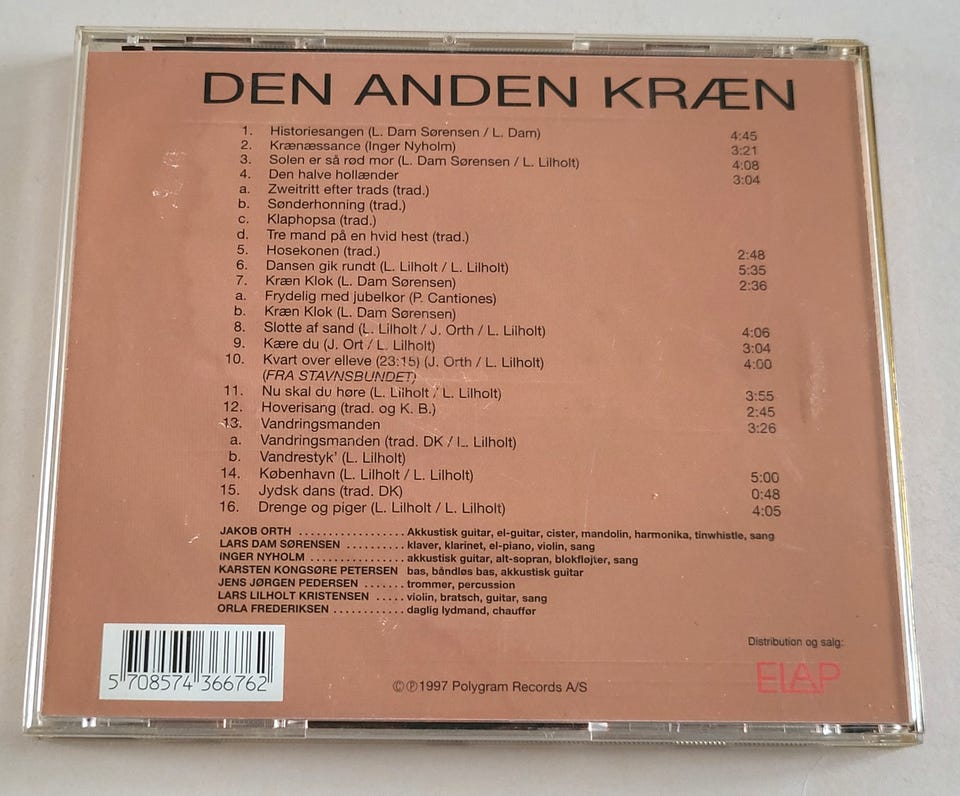 DEN ANDEN KRÆN
1. Historiesangen (L. Dam Sørensen / L. Dam) 4:45
2. Krænæssance (Inger Nyholm) 3:21
3. Solen er så rød mor (L. Dam Sørensen / L. Lilholt) 4:08
4. Den halve hollænder 3:04
a. Zweitritt efter trads (trad.)
b. Sønderhonning (trad.)
c. Klaphopsa (trad.)
d. Tre mand på en hvid hest (trad.)
5. Hosekonen (trad.) 2:48
6. Dansen gik rundt (L. Lilholt / L. Lilholt) 5:35
7. Kræn Klok (L. Dam Sørensen) 2:36
a. Frydelig med jubelkor (P. Cantiones)
b. Kræn Klok (L. Dam Sørensen)
8. Slotte af sand (L. Lilholt / J. Orth / L. Lilholt) 4:06
9. Kære du (J. Ort / L. Lilholt) 3:04
10. Kvart over elleve (23:15) (J. Orth / L. Lilholt) 4:00
(FRA STAVNSBUNDET)
11. Nu skal du høre (L. Lilholt / L. Lilholt) 3:55
12. Hoverisang (trad. og K. B.) 2:45
13. Vandringsmanden 3:26
a. Vandringsmanden (trad. DK / L. Lilholt)
b. Vandrestyk' (L. Lilholt)
14. København (L. Lilholt / L. Lilholt) 5:00
15. Jydsk dans (trad. DK) 0:48
16. Drenge og piger (L. Lilholt / L. Lilholt) 4:05
JAKOB ORTH .................. Akkustisk guitar, el-guitar, cister, mandolin, harmonika, tinwhistle, sang
LARS DAM SØRENSEN .......... klaver, klarinet, el-piano, violin, sang
INGER NYHOLM ................. akkustisk guitar, alt-sopran, blokfløjter, sang
KARSTEN KONGSØRE PETERSEN bas, båndløs bas, akkustisk guitar
JENS JØRGEN PEDERSEN ....... trommer, percussion
LARS LILHOLT KRISTENSEN ..... violin, bratsch, guitar, sang
ORLA FREDERIKSEN ............ daglig lydmand, chauffør
Distribution og salg:
ELAP
5 708574 366762
©℗1997 Polygram Records A/S